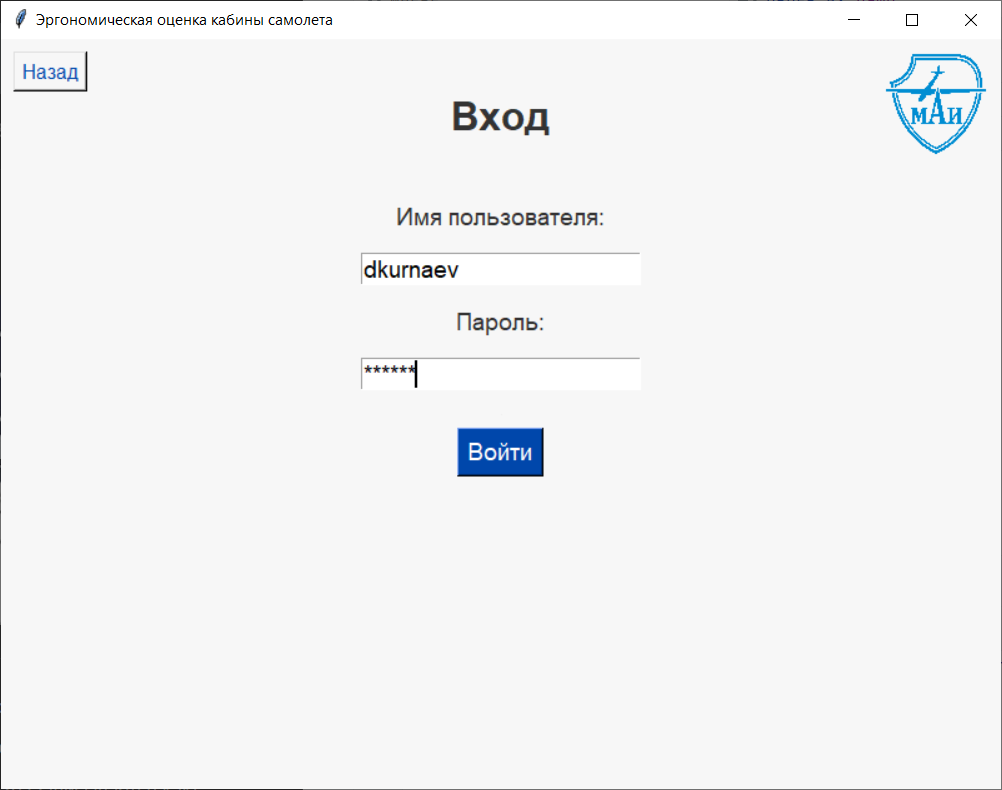 Эргономическая оценка кабины самолета
Назад
МАИ
Вход
Имя пользователя:
dkurnaev
Пароль:
******
Войти